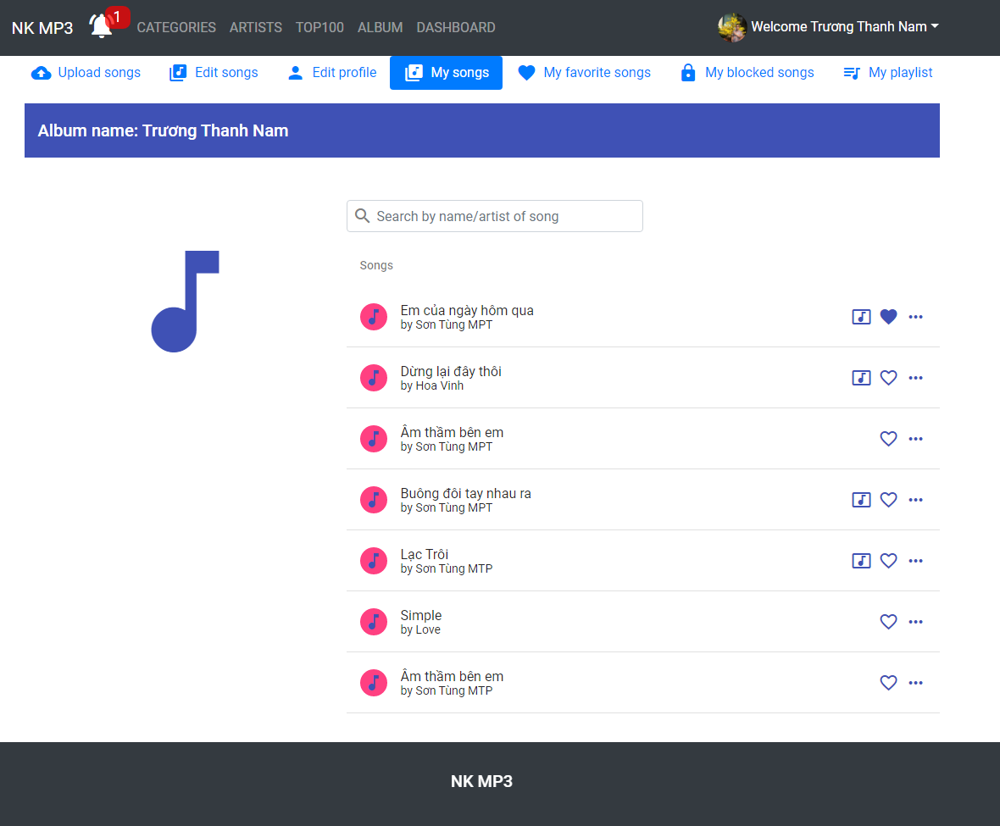 NK MP3 1 CATEGORIES ARTISTS TOP100 ALBUM DASHBOARD Welcome Trương Thanh Nam
Upload songs Edit songs Edit profile My songs My favorite songs My blocked songs My playlist
Album name: Trương Thanh Nam
Search by name/artist of song
Songs
Em của ngày hôm qua
by Sơn Tùng MPT
Dừng lại đây thôi
by Hoa Vinh
Âm thầm bên em
by Sơn Tùng MPT
Buông đôi tay nhau ra
by Sơn Tùng MPT
Lạc Trôi
by Sơn Tùng MTP
Simple
by Love
Âm thầm bên em
by Sơn Tùng MTP
NK MP3